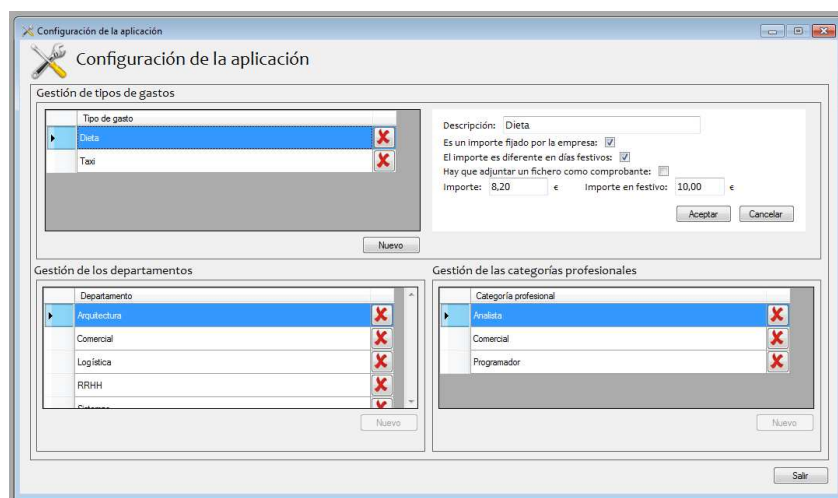 Configuración de la aplicación
Configuración de la aplicación
Gestión de tipos de gastos
Tipo de gasto
Dieta
Taxi
Nuevo
Descripción: Dieta
Es un importe fijado por la empresa:
El importe es diferente en días festivos:
Hay que adjuntar un fichero como comprobante:
Importe: 8,20 € Importe en festivo: 10,00 €
Aceptar Cancelar
Gestión de los departamentos
Departamento
Arquitectura
Comercial
Logística
RRHH
Sistemas
Nuevo
Gestión de las categorías profesionales
Categoría profesional
Analista
Comercial
Programador
Nuevo
Salir